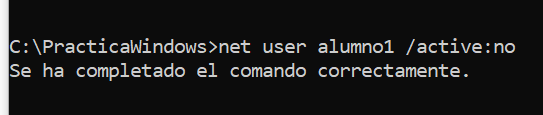 C:\PracticaWindows>net user alumno1 /active:no
Se ha completado el comando correctamente.